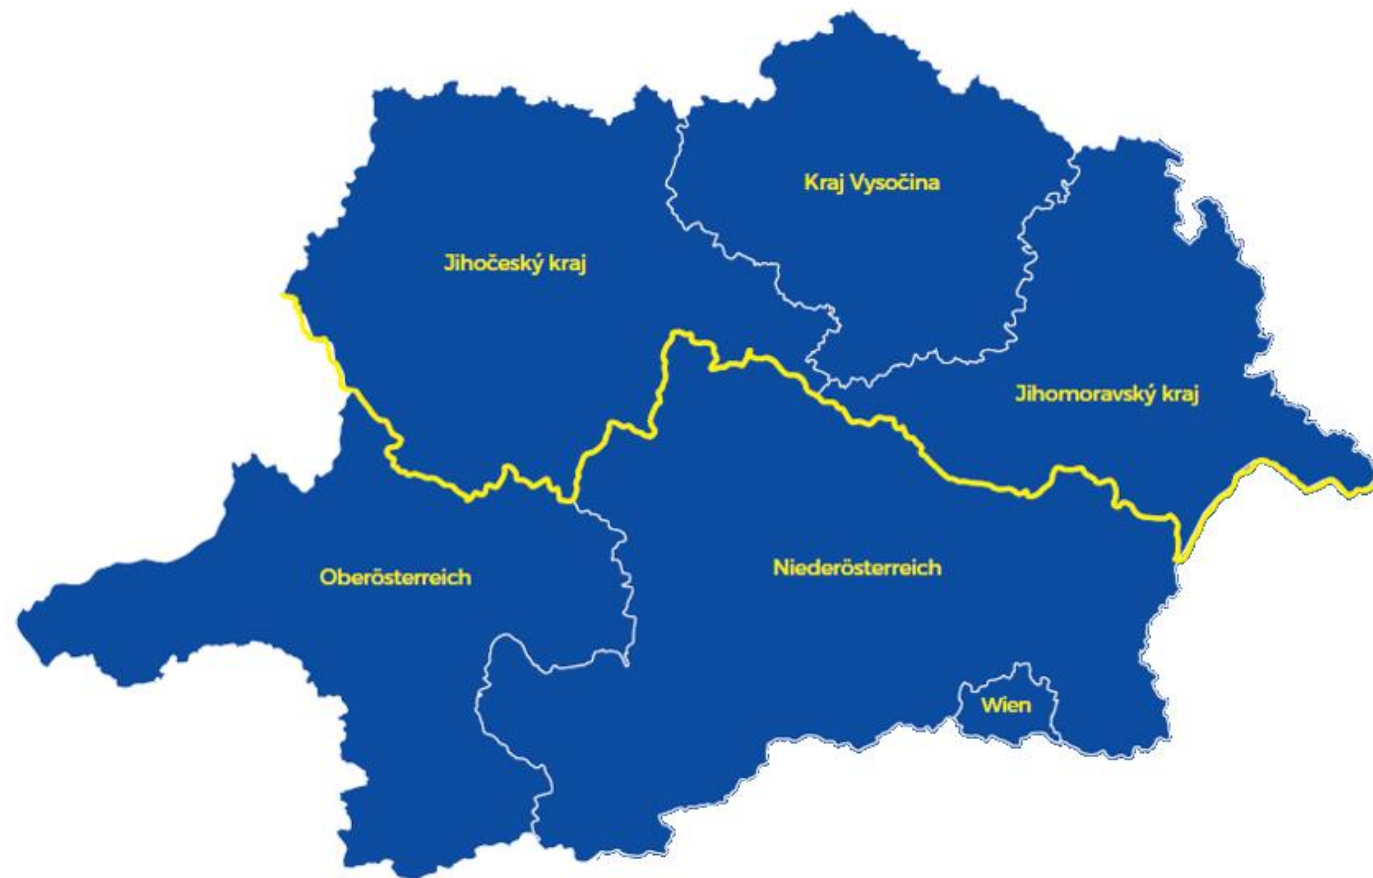 Kraj Vysočina
Jihočeský kraj
Jihomoravský kraj
Oberösterreich
Niederösterreich
Wien